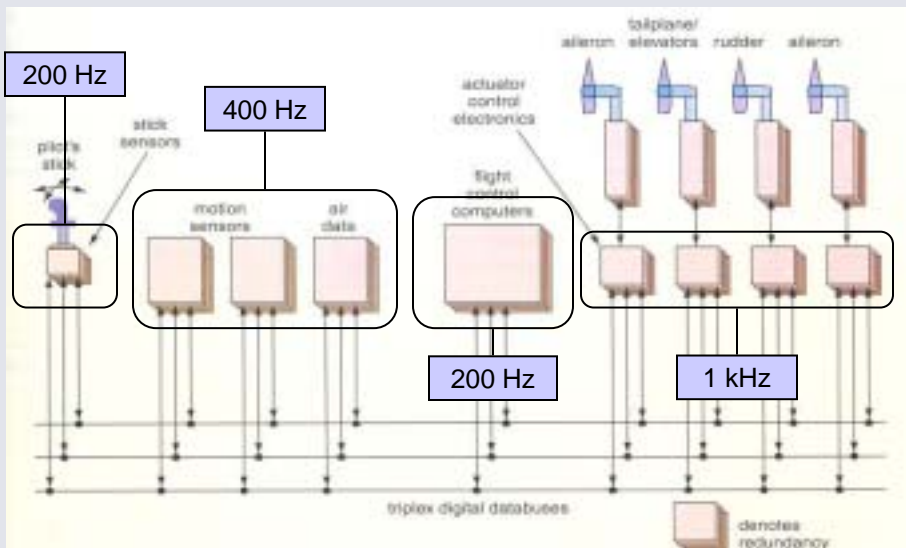 tailplane/
aileron elevators rudder aileron
200 Hz
400 Hz
actuator
control
electronics
stick
sensors
pilot's
stick
motion
sensors
air
data
flight
control
computers
200 Hz
1 kHz
triplex digital databuses
denotes
redundancy